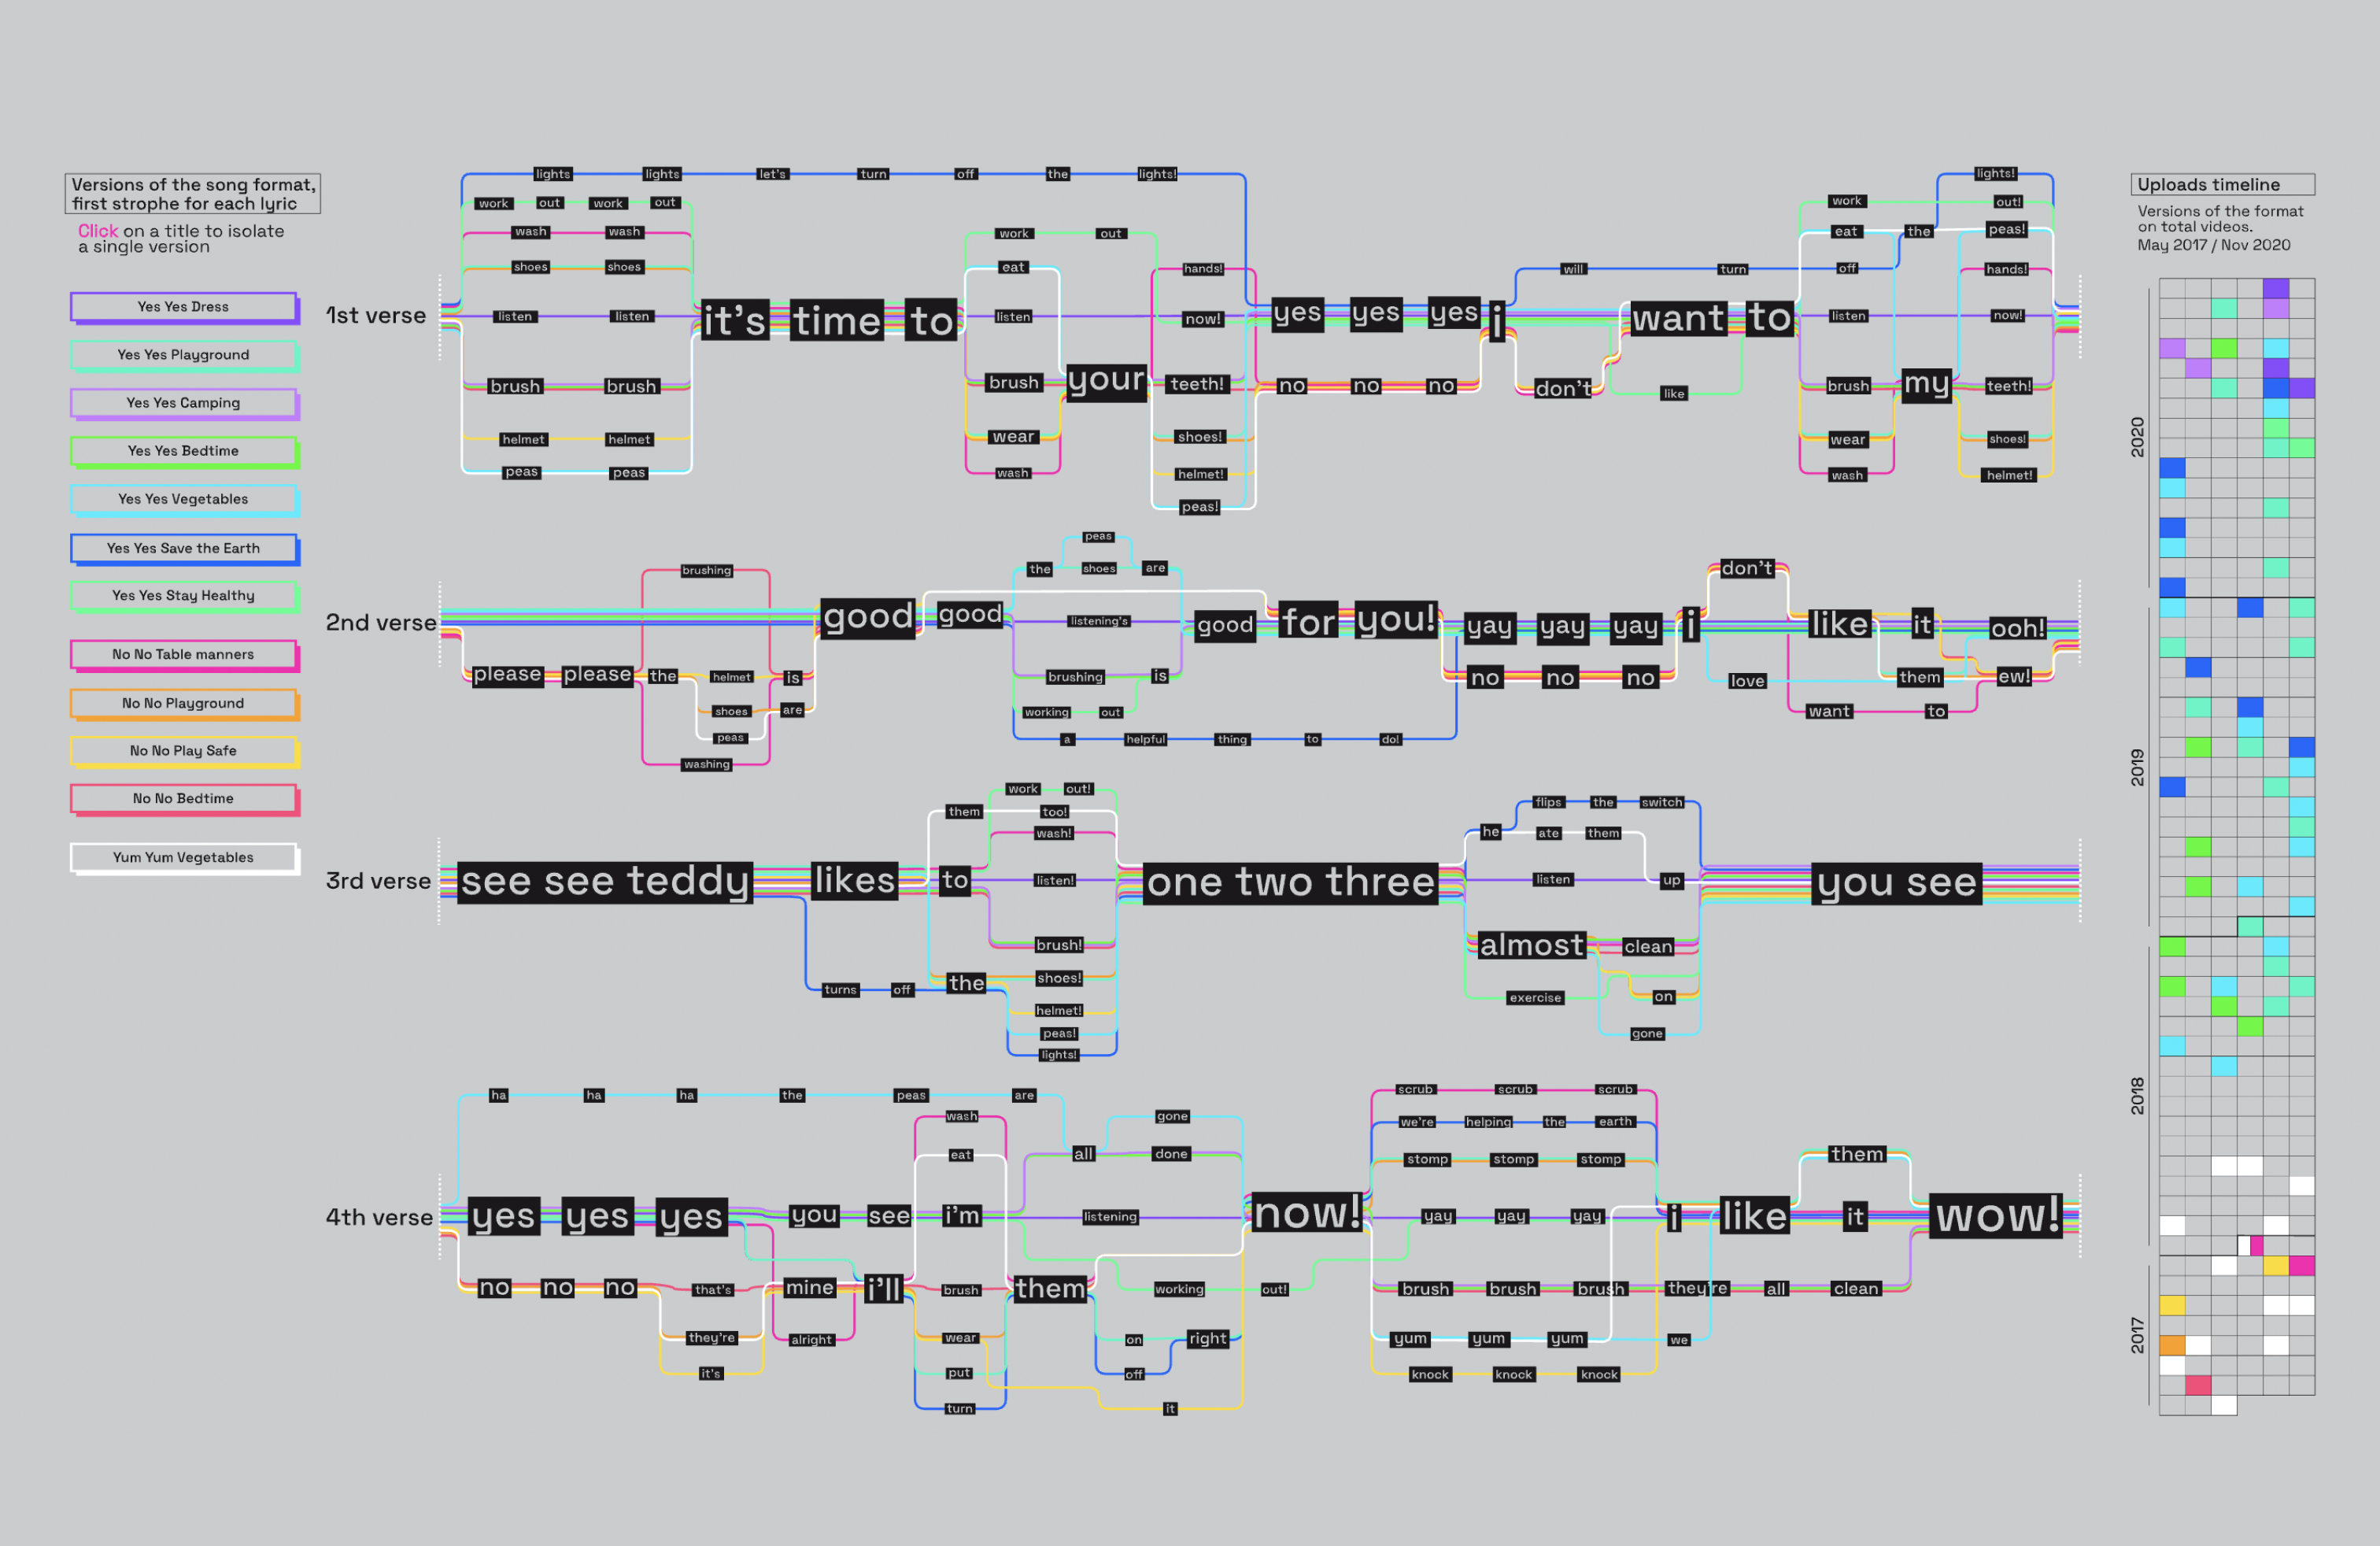 Versions of the song format,
first strophe for each lyric
Click on a title to isolate
a single version
Yes Yes Dress
Yes Yes Playground
Yes Yes Camping
Yes Yes Bedtime
Yes Yes Vegetables
Yes Yes Save the Earth
Yes Yes Stay Healthy
No No Table manners
No No Playground
No No Play Safe
No No Bedtime
Yum Yum Vegetables
1st verse
lights lights let's turn off the lights! lights!
work out work out work out!
wash wash work out eat the peas!
shoes shoes eat hands! will turn off hands!
listen listen it's time to listen now! yes yes yes i want to listen now!
brush brush brush your teeth! no no no don't like brush my teeth!
helmet helmet wear shoes! wear shoes!
peas peas wash helmet! wash helmet!
peas!
2nd verse
peas
brushing the shoes are don't
good good listening's good for you! yay yay yay i like it ooh!
please please the helmet is brushing is no no no love them ew!
shoes are working out want to
peas a helpful thing to do!
washing
3rd verse
work out!
them too! flips the switch
wash! he ate them
see see teddy likes to listen! one two three listen up you see
brush! almost clean
turns off the shoes! exercise on
helmet!
peas! gone
lights!
4th verse
scrub scrub scrub
ha ha ha the peas are
wash gone we're helping the earth
eat all done stomp stomp stomp them
yes yes yes you see i'm listening now! yay yay yay i like it wow!
no no no that's mine i'll brush them working out! brush brush brush they're all clean
they're alright wear on right yum yum yum we
it's put off knock knock knock
turn it
Uploads timeline
Versions of the format
on total videos.
May 2017 / Nov 2020
2020
2019
2018
2017